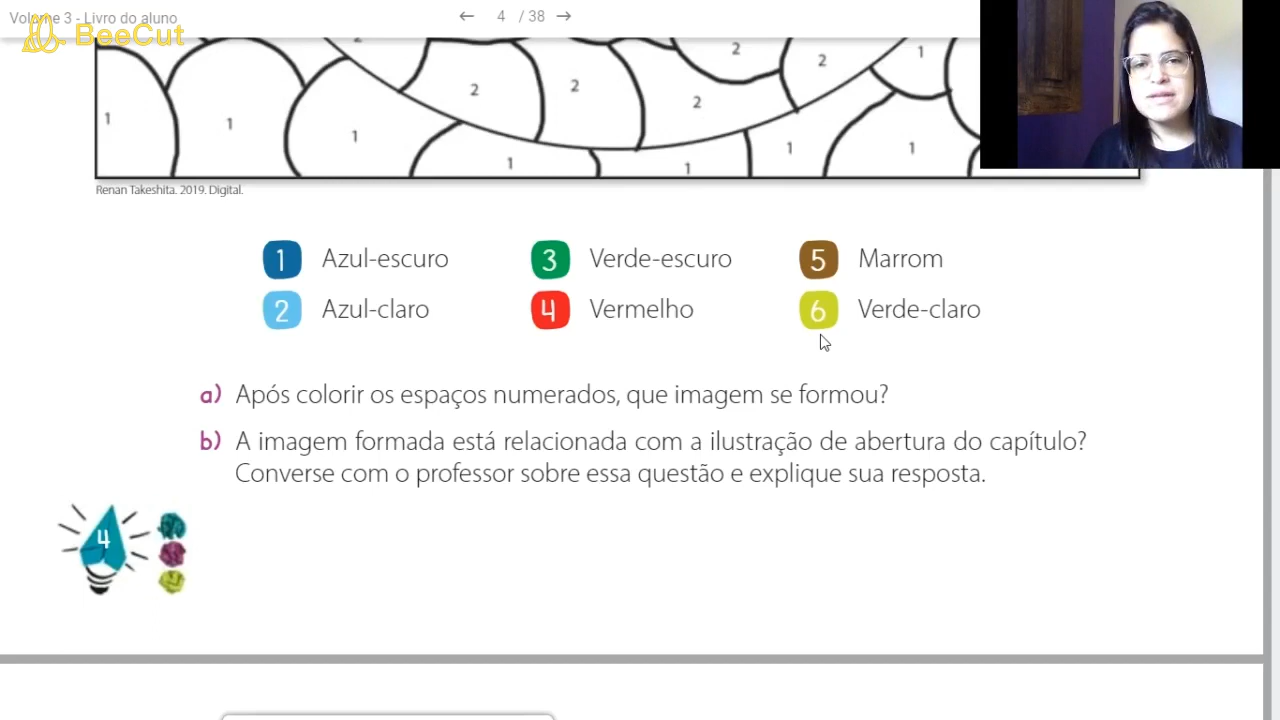 Volume 3 - Livro do aluno
4 / 38
BeeCut
2
2
2
2
2
2
1
1
1
1
1
1
1
1
Renan Takeshita. 2019. Digital.
1 Azul-escuro
3 Verde-escuro
5 Marrom
2 Azul-claro
4 Vermelho
6 Verde-claro
a) Após colorir os espaços numerados, que imagem se formou?
b) A imagem formada está relacionada com a ilustração de abertura do capítulo?
Converse com o professor sobre essa questão e explique sua resposta.
4